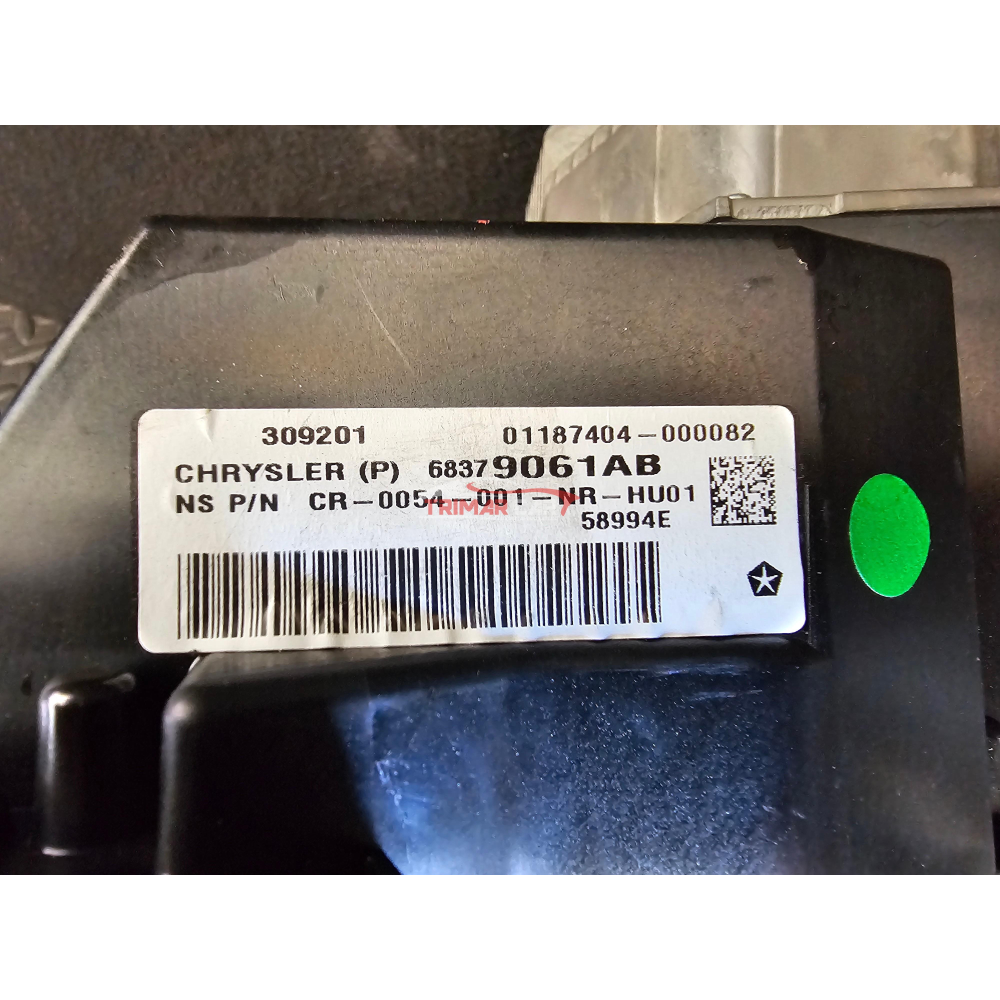 309201 01187404-000082
CHRYSLER (P) 68379061AB
NS P/N CR-0054-001-NR-HU01
58994E
TRIMAR